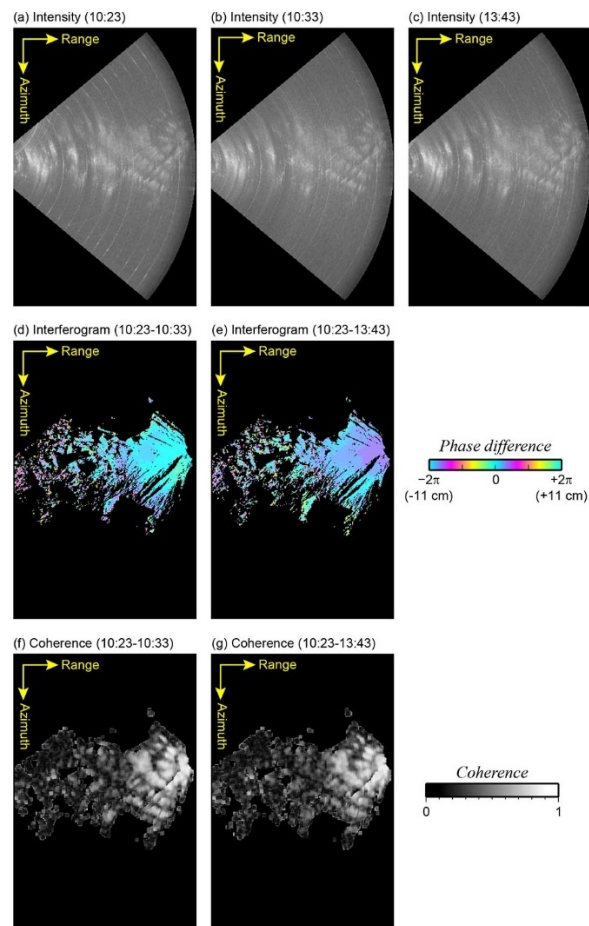 (a) Intensity (10:23)
(b) Intensity (10:33)
(c) Intensity (13:43)
Range
Azimuth
Range
Azimuth
Range
Azimuth
(d) Interferogram (10:23-10:33)
(e) Interferogram (10:23-13:43)
Range
Azimuth
Range
Azimuth
Phase difference
−2π 0 +2π
(-11 cm) (+11 cm)
(f) Coherence (10:23-10:33)
(g) Coherence (10:23-13:43)
Range
Azimuth
Range
Azimuth
Coherence
0 1